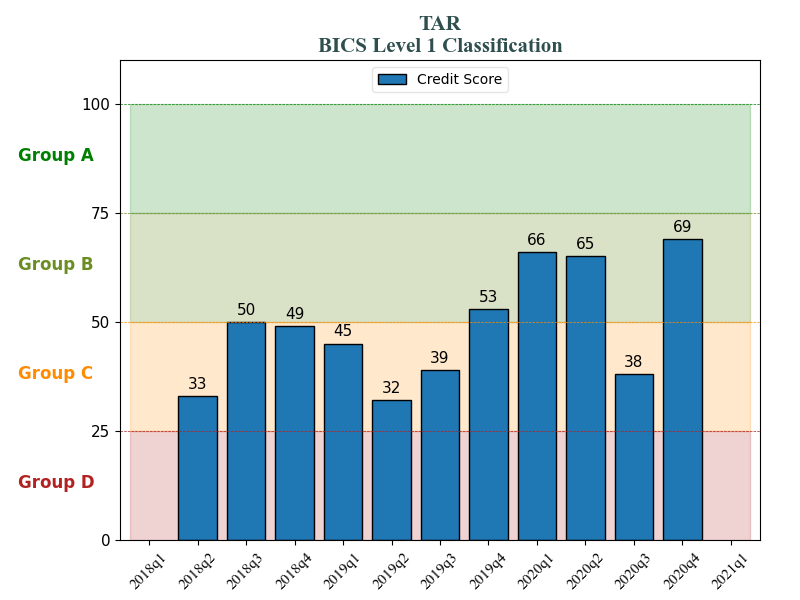 TAR
BICS Level 1 Classification
Credit Score
100
Group A
75
69
66
65
Group B
53
50
50
49
45
39
38
Group C
33
32
25
Group D
0
2018q1 2018q2 2018q3 2018q4 2019q1 2019q2 2019q3 2019q4 2020q1 2020q2 2020q3 2020q4 2021q1